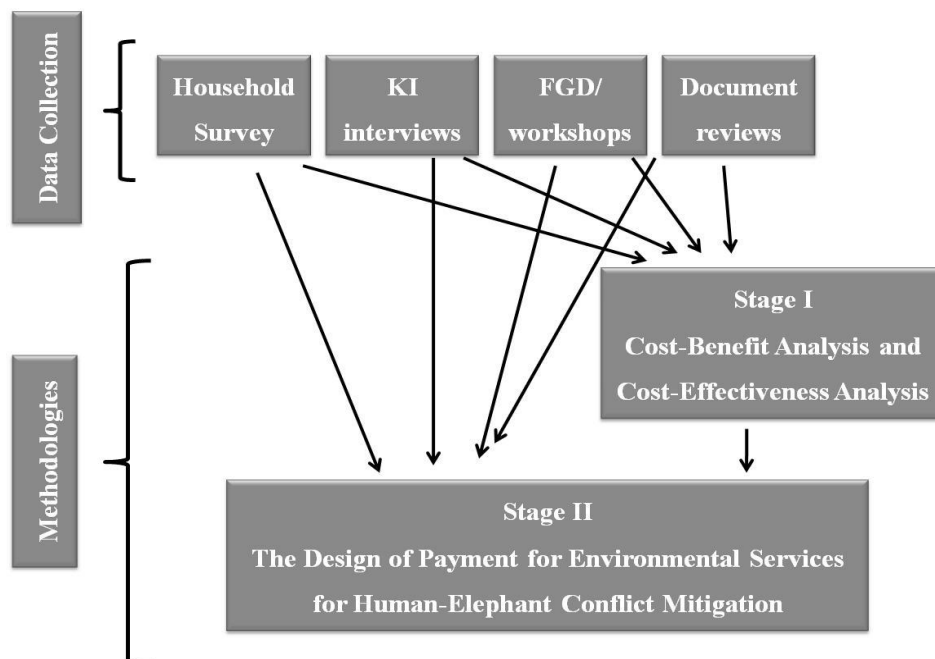 Data Collection
Household
Survey
KI
interviews
FGD/
workshops
Document
reviews
Methodologies
Stage I
Cost-Benefit Analysis and
Cost-Effectiveness Analysis
Stage II
The Design of Payment for Environmental Services
for Human-Elephant Conflict Mitigation